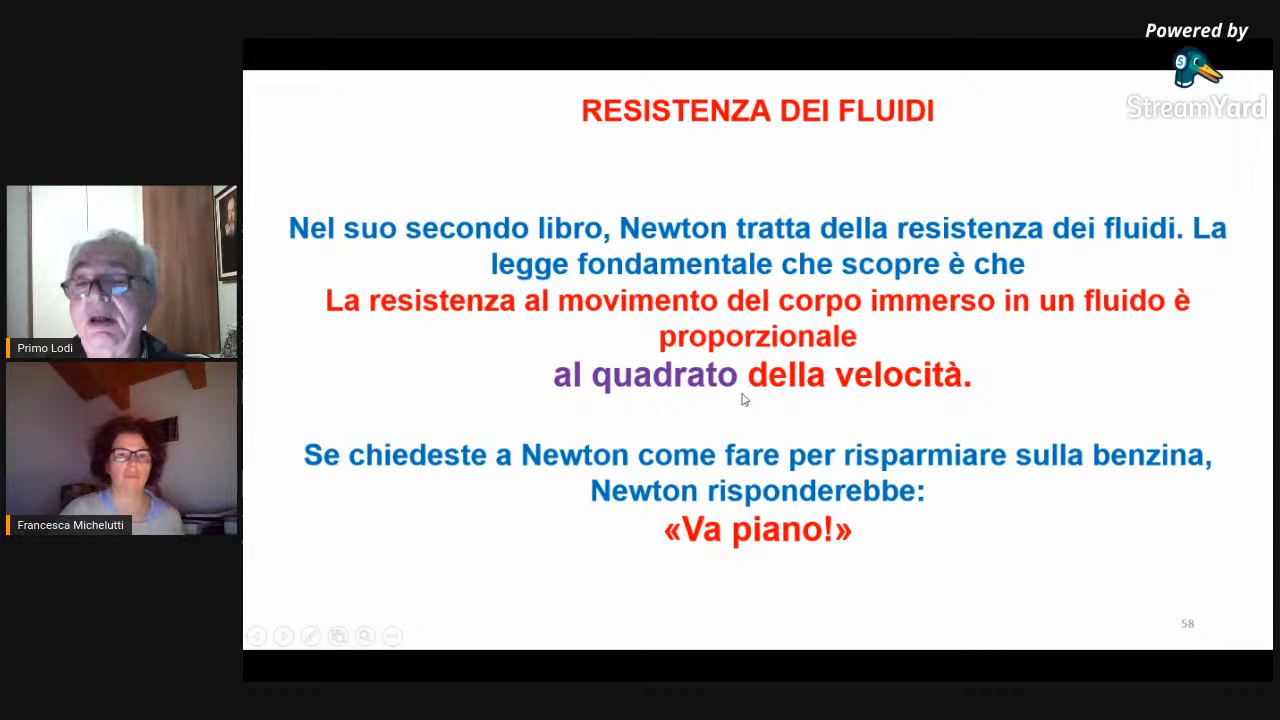 Powered by
StreamYard
RESISTENZA DEI FLUIDI
Nel suo secondo libro, Newton tratta della resistenza dei fluidi. La
legge fondamentale che scopre è che
La resistenza al movimento del corpo immerso in un fluido è
proporzionale
al quadrato della velocità.
Se chiedeste a Newton come fare per risparmiare sulla benzina,
Newton risponderebbe:
«Va piano!»
58
Primo Lodi
Francesca Michelutti